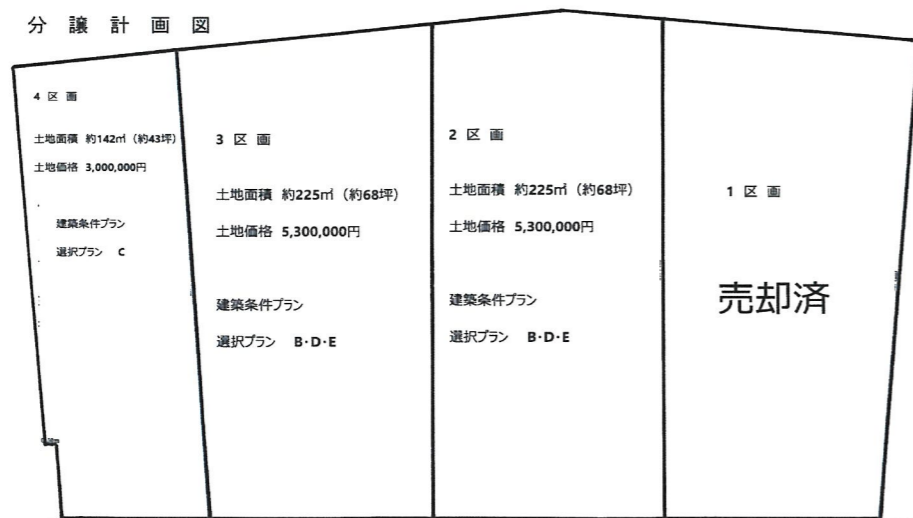 分 譲 計 画 図
4 区 画
土地面積 約142㎡（約43坪）
土地価格 3,000,000円
建築条件プラン
選択プラン C
3 区 画
土地面積 約225㎡（約68坪）
土地価格 5,300,000円
建築条件プラン
選択プラン B・D・E
2 区 画
土地面積 約225㎡（約68坪）
土地価格 5,300,000円
建築条件プラン
選択プラン B・D・E
1 区 画
売却済